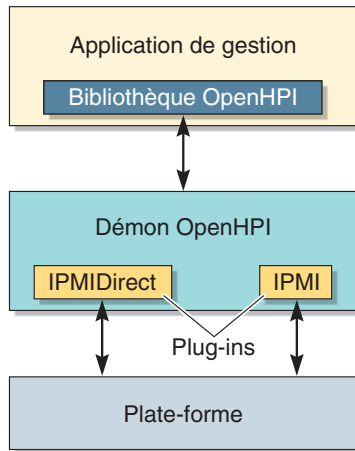 Application de gestion
Bibliothèque OpenHPI
Démon OpenHPI
IPMIDirect
IPMI
Plug-ins
Plate-forme